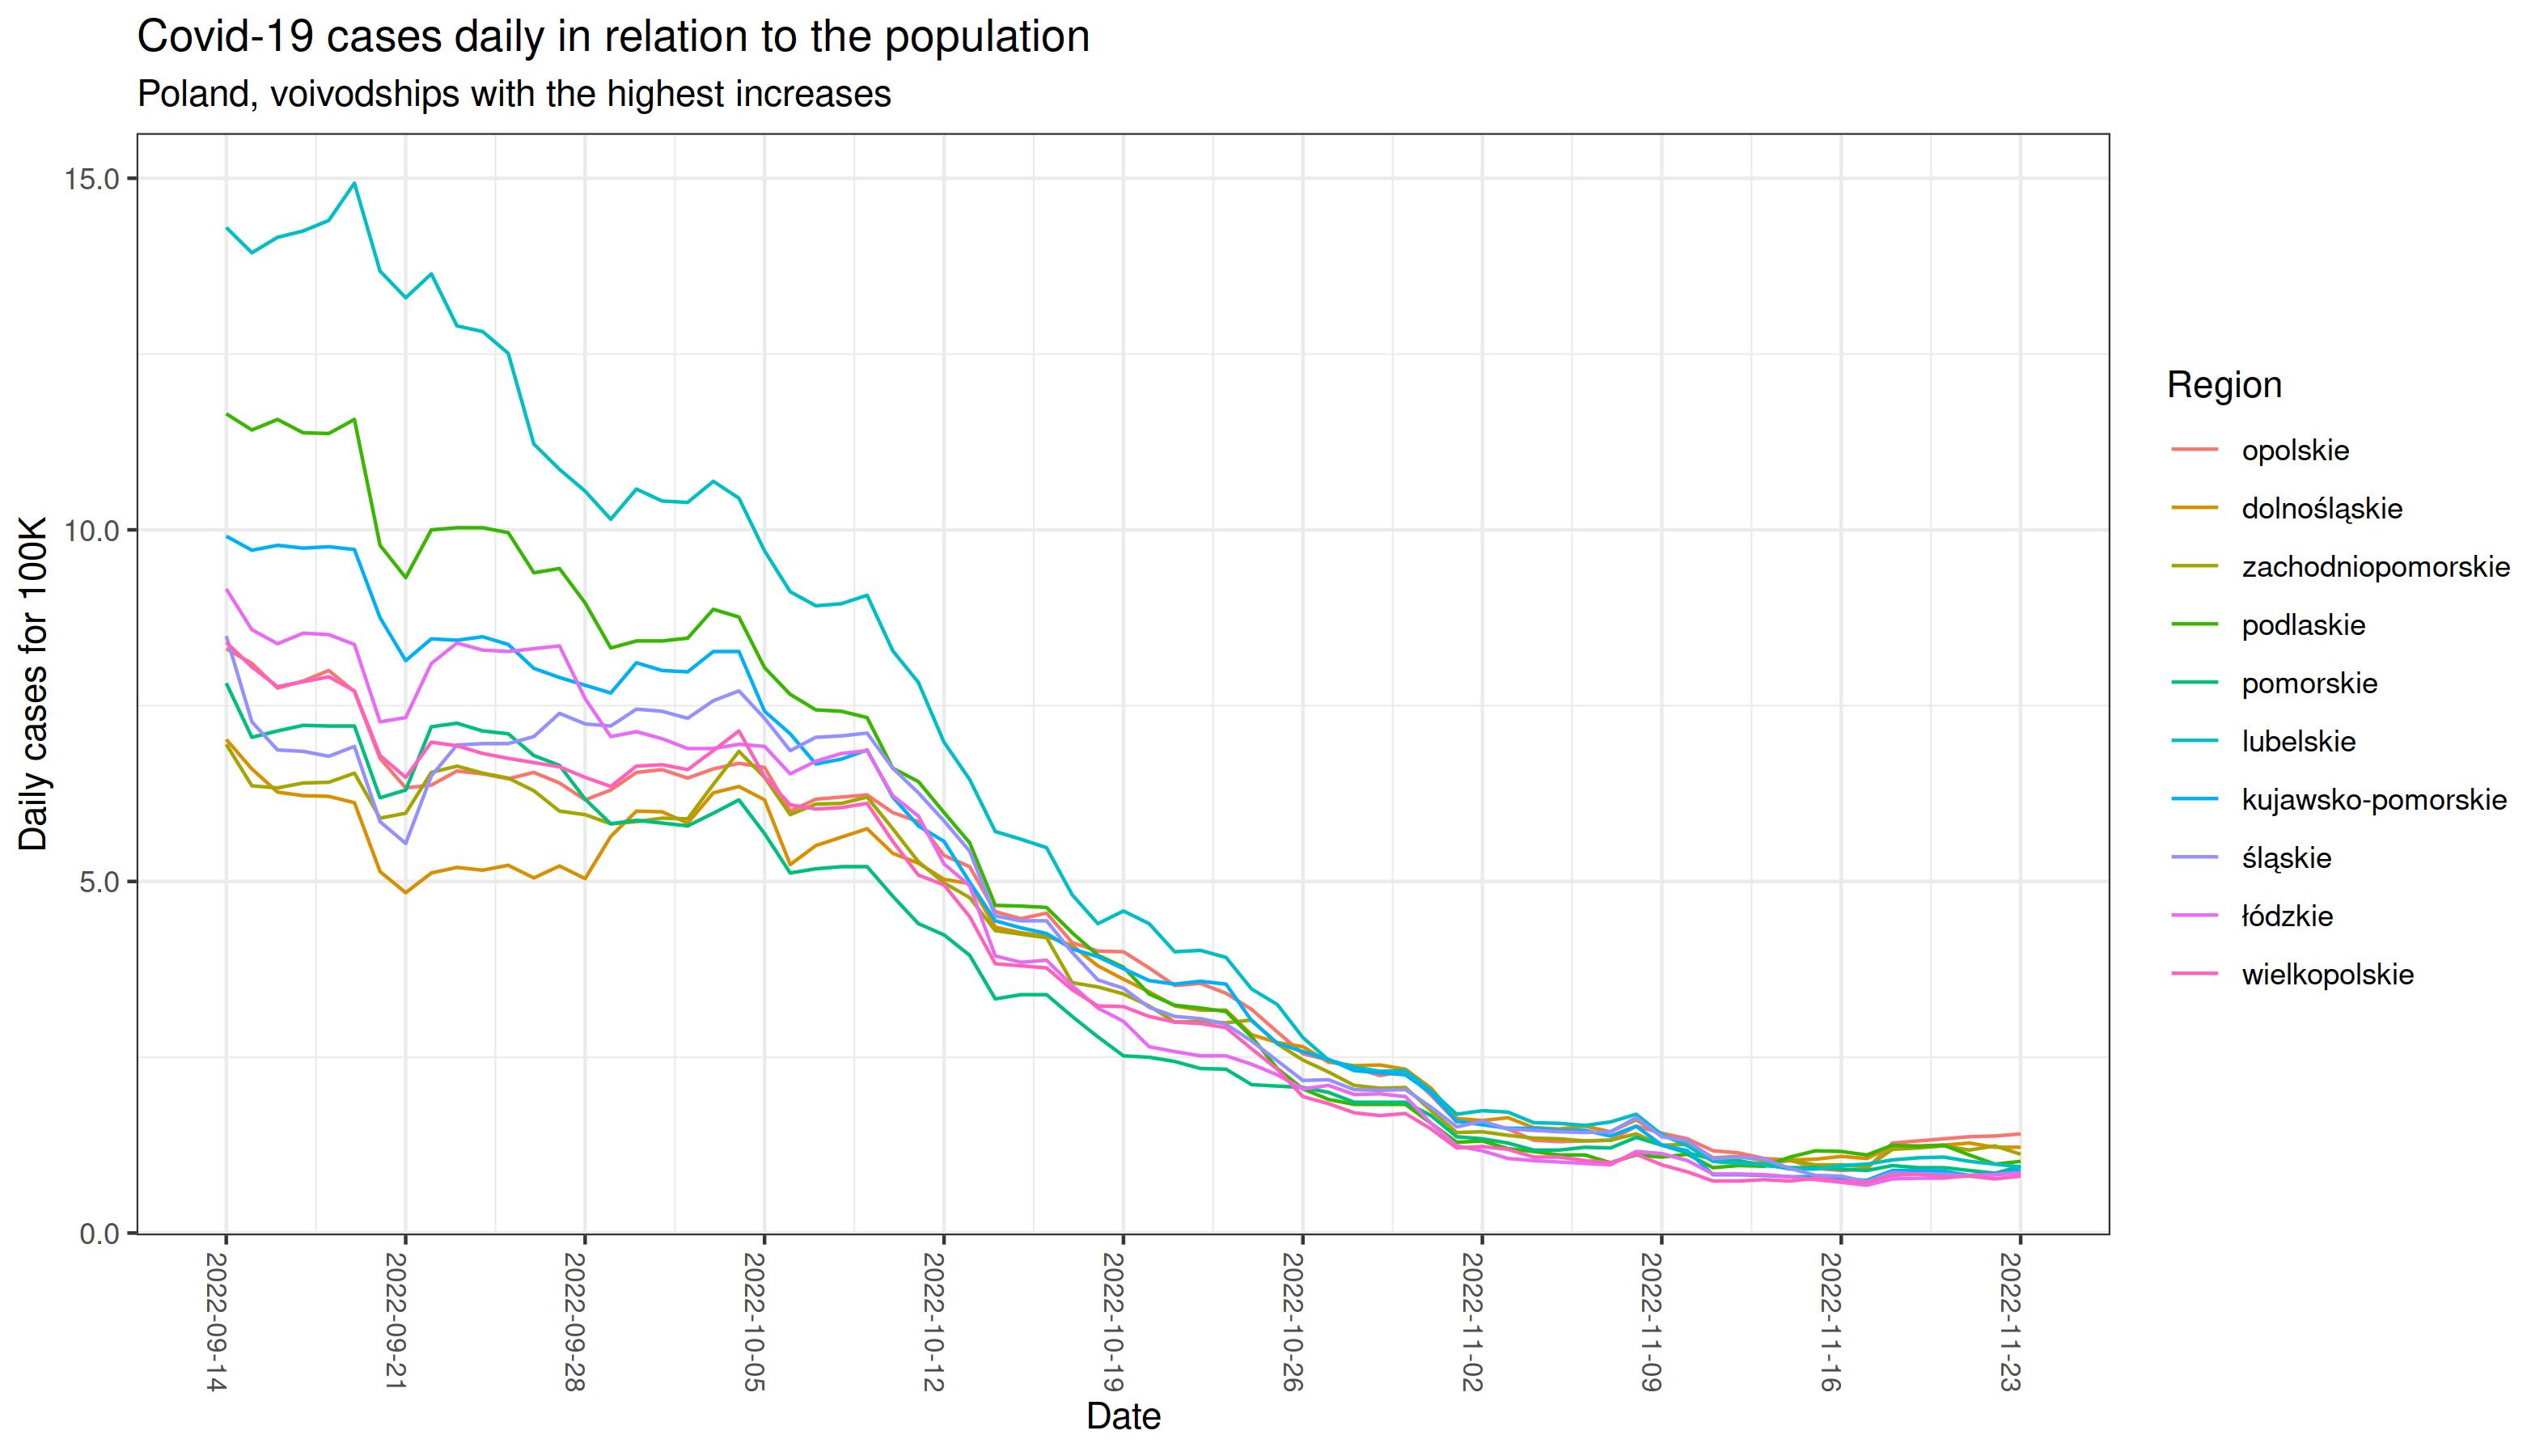 Covid-19 cases daily in relation to the population
Poland, voivodships with the highest increases
Daily cases for 100K
15.0
10.0
5.0
0.0
2022-09-14
2022-09-21
2022-09-28
2022-10-05
2022-10-12
2022-10-19
2022-10-26
2022-11-02
2022-11-09
2022-11-16
2022-11-23
Date
Region
opolskie
dolnośląskie
zachodniopomorskie
podlaskie
pomorskie
lubelskie
kujawsko-pomorskie
śląskie
łódzkie
wielkopolskie